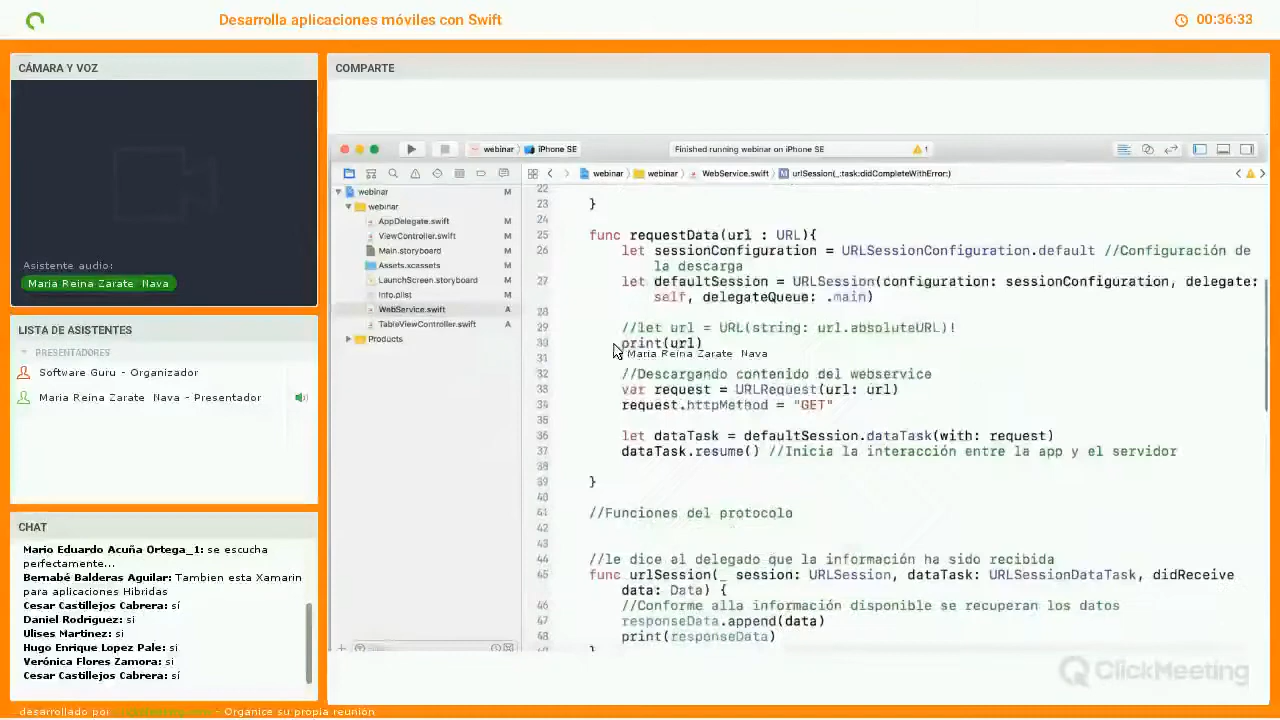 Desarrolla aplicaciones móviles con Swift
00:36:33
CÁMARA Y VOZ
Asistente audio:
Maria Reina Zarate Nava
LISTA DE ASISTENTES
PRESENTADORES
Software Guru - Organizador
Maria Reina Zarate Nava - Presentador
CHAT
Mario Eduardo Acuña Ortega_1: se escucha
perfectamente...
Bernabé Balderas Aguilar: Tambien esta Xamarin
para aplicaciones Hibridas
Cesar Castillejos Cabrera: sí
Daniel Rodriguez: si
Ulises Martinez: si
Hugo Enrique Lopez Pale: si
Verónica Flores Zamora: si
Cesar Castillejos Cabrera: sí
COMPARTE
webinar
iPhone SE
Finished running webinar on iPhone SE
1
webinar
webinar
WebService.swift
urlSession(_:task:didCompleteWithError:)
webinar M
webinar
AppDelegate.swift M
ViewController.swift M
Main.storyboard M
Assets.xcassets M
LaunchScreen.storyboard M
Info.plist M
WebService.swift A
TableViewController.swift A
Products
22
23 }
24
25 func requestData(url : URL){
26 let sessionConfiguration = URLSessionConfiguration.default //Configuración de
la descarga
27 let defaultSession = URLSession(configuration: sessionConfiguration, delegate:
self, delegateQueue: .main)
28
29 //let url = URL(string: url.absoluteURL)!
30 print(url)
Maria Reina Zarate Nava
31
32 //Descargando contenido del webservice
33 var request = URLRequest(url: url)
34 request.httpMethod = "GET"
35
36 let dataTask = defaultSession.dataTask(with: request)
37 dataTask.resume() //Inicia la interacción entre la app y el servidor
38
39 }
40
41 //Funciones del protocolo
42
43
44 //le dice al delegado que la información ha sido recibida
45 func urlSession(_ session: URLSession, dataTask: URLSessionDataTask, didReceive
data: Data) {
46 //Conforme alla información disponible se recuperan los datos
47 responseData.append(data)
48 print(responseData)
ClickMeeting
desarrollado por ClickMeeting.com - Organice su propia reunión